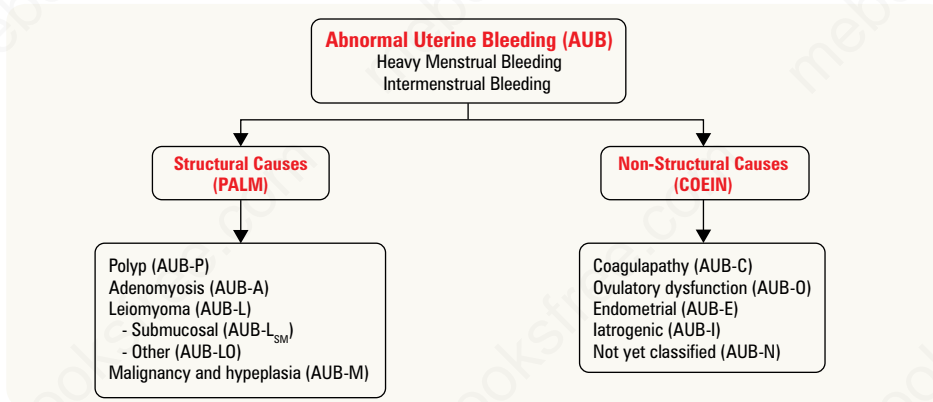 Abnormal Uterine Bleeding (AUB)
Heavy Menstrual Bleeding
Intermenstrual Bleeding
Structural Causes
(PALM)
Non-Structural Causes
(COEIN)
Polyp (AUB-P)
Adenomyosis (AUB-A)
Leiomyoma (AUB-L)
- Submucosal (AUB-L_SM)
- Other (AUB-LO)
Malignancy and hypeplasia (AUB-M)
Coagulapathy (AUB-C)
Ovulatory dysfunction (AUB-O)
Endometrial (AUB-E)
Iatrogenic (AUB-I)
Not yet classified (AUB-N)